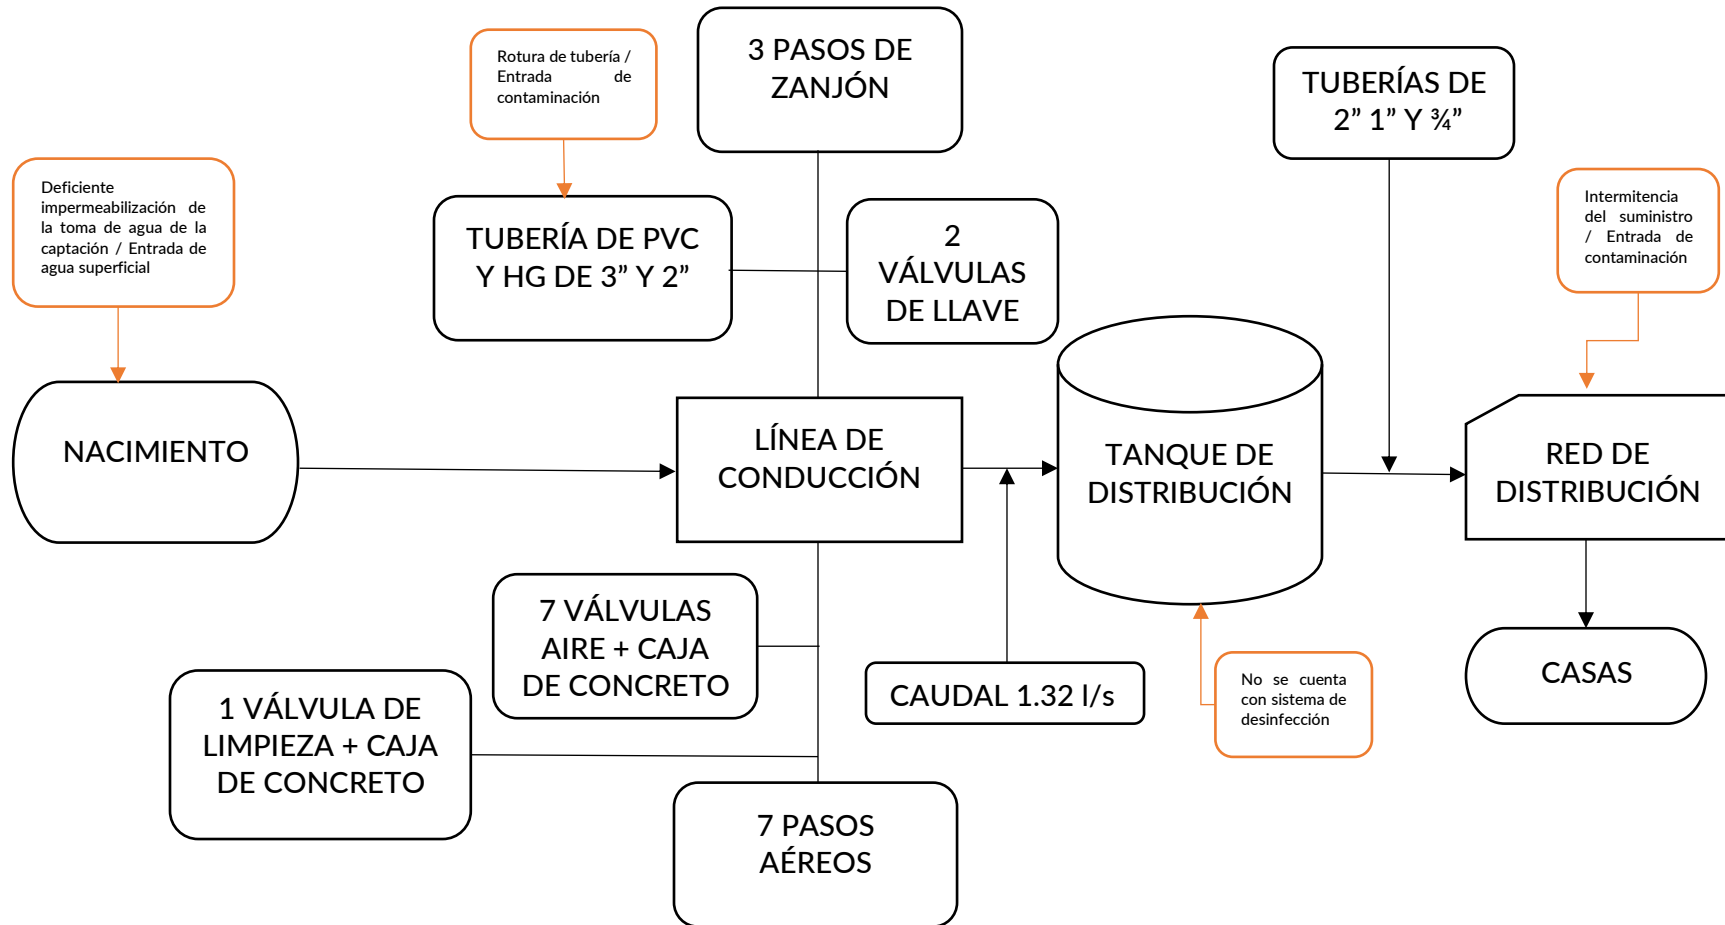 3 PASOS DE
ZANJÓN
Rotura de tubería /
Entrada de
contaminación
TUBERÍAS DE
2” 1” Y ¾”
Deficiente
impermeabilización de
la toma de agua de la
captación / Entrada de
agua superficial
Intermitencia
del suministro
/ Entrada de
contaminación
TUBERÍA DE PVC
Y HG DE 3” Y 2”
2
VÁLVULAS
DE LLAVE
NACIMIENTO
LÍNEA DE
CONDUCCIÓN
TANQUE DE
DISTRIBUCIÓN
RED DE
DISTRIBUCIÓN
7 VÁLVULAS
AIRE + CAJA
DE CONCRETO
1 VÁLVULA DE
LIMPIEZA + CAJA
DE CONCRETO
CAUDAL 1.32 l/s
No se cuenta
con sistema de
desinfección
CASAS
7 PASOS
AÉREOS